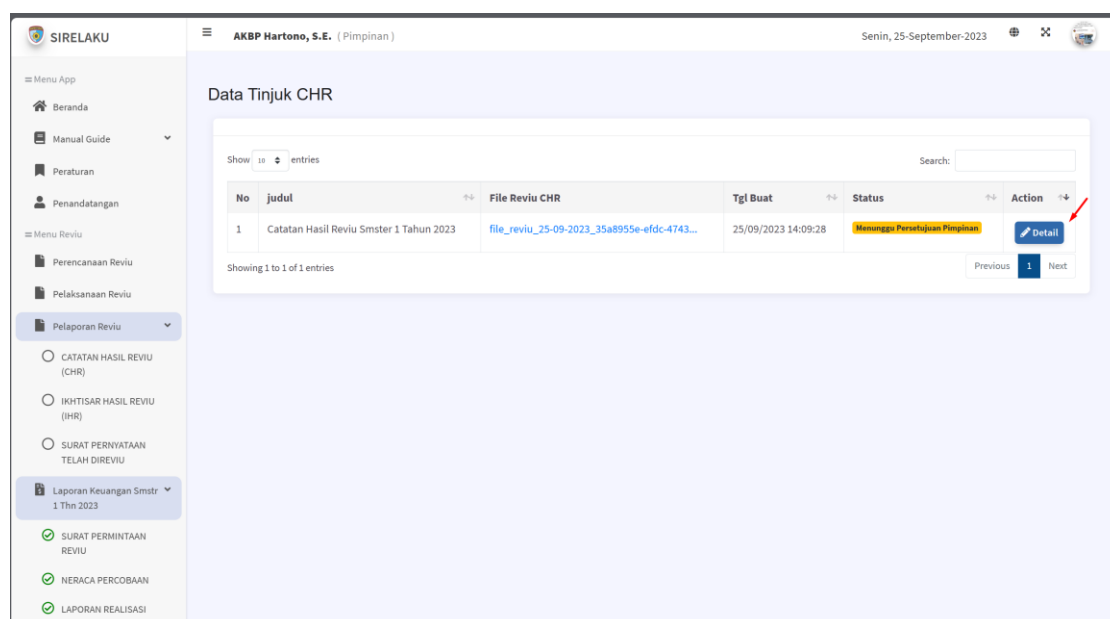 SIRELAKU
AKBP Hartono, S.E. ( Pimpinan )
Senin, 25-September-2023
Menu App
Beranda
Manual Guide
Peraturan
Penandatangan
Menu Reviu
Perencanaan Reviu
Pelaksanaan Reviu
Pelaporan Reviu
CATATAN HASIL REVIU
(CHR)
IKHTISAR HASIL REVIU
(IHR)
SURAT PERNYATAAN
TELAH DIREVIU
Laporan Keuangan Smstr
1 Thn 2023
SURAT PERMINTAAN
REVIU
NERACA PERCOBAAN
LAPORAN REALISASI
Data Tinjuk CHR
Show 10 entries
Search:
No judul File Reviu CHR Tgl Buat Status Action
1 Catatan Hasil Reviu Smster 1 Tahun 2023 file_reviu_25-09-2023_35a8955e-efdc-4743... 25/09/2023 14:09:28 Menunggu Persetujuan Pimpinan Detail
Showing 1 to 1 of 1 entries
Previous 1 Next